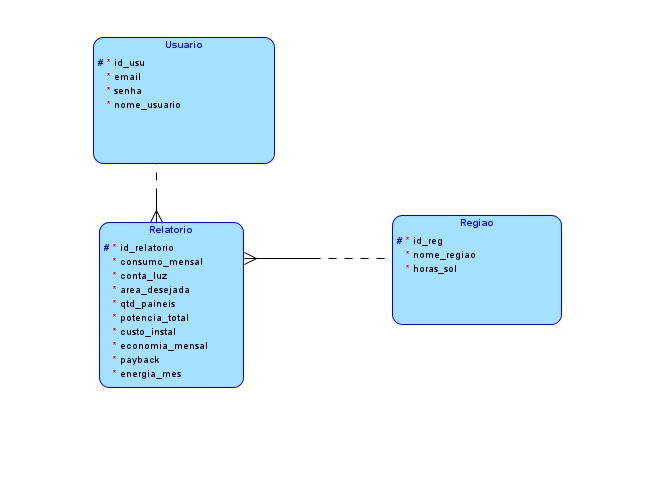 Usuario
# * id_usu
* email
* senha
* nome_usuario
Relatorio
# * id_relatorio
* consumo_mensal
* conta_luz
* area_desejada
* qtd_paineis
* potencia_total
* custo_instal
* economia_mensal
* payback
* energia_mes
Regiao
# * id_reg
* nome_regiao
* horas_sol